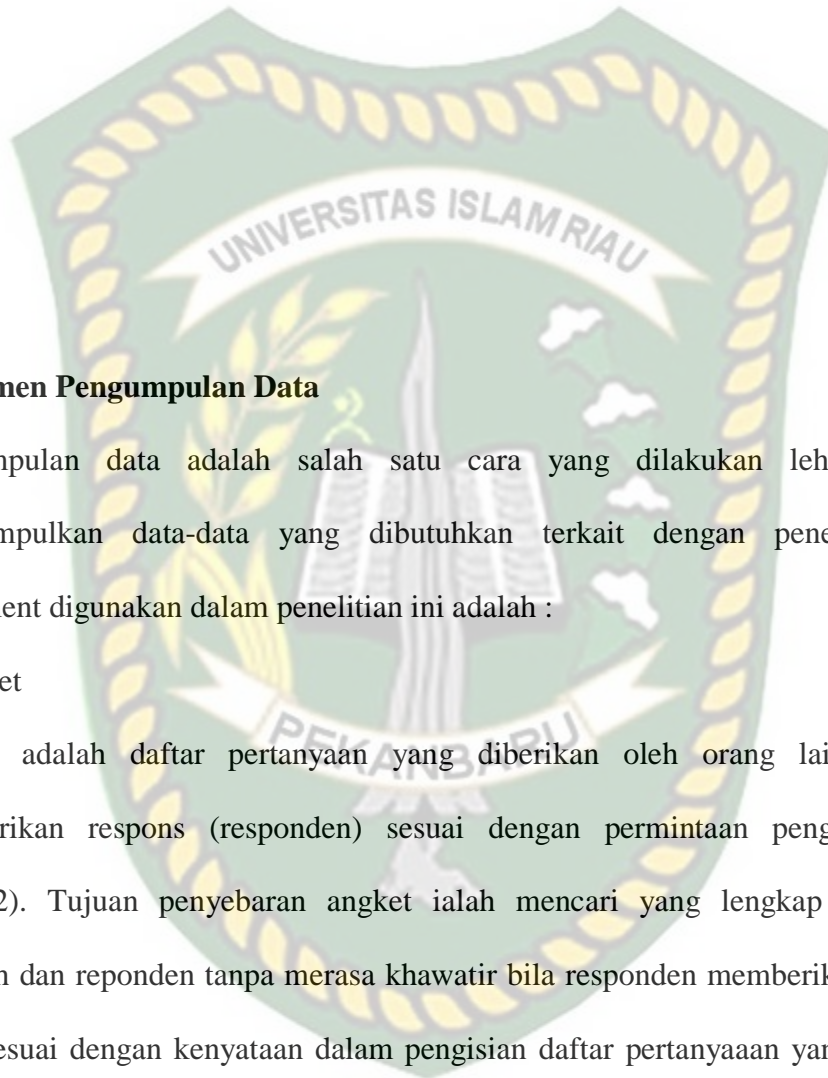 UNIVERSITAS ISLAM RIAU
men Pengumpulan Data
mpulan data adalah salah satu cara yang dilakukan leh
mpulkan data-data yang dibutuhkan terkait dengan pene
nent digunakan dalam penelitian ini adalah :
et
adalah daftar pertanyaan yang diberikan oleh orang lai
rikan respons (responden) sesuai dengan permintaan peng
PEKANBARU
2). Tujuan penyebaran angket ialah mencari yang lengkap
n dan reponden tanpa merasa khawatir bila responden memberik
esuai dengan kenyataan dalam pengisian daftar pertanyaaan yan